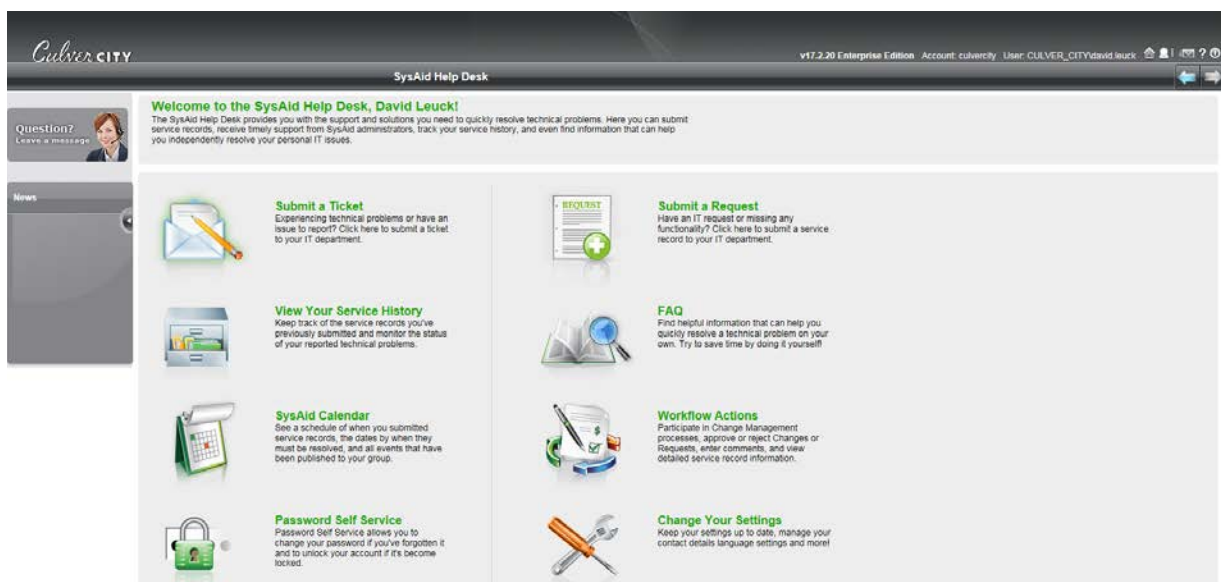 Culver CITY
v17.2.20 Enterprise Edition Account: culvercity User: CULVER_CITY\david.leuck
SysAid Help Desk
Question?
Leave a message
News
Welcome to the SysAid Help Desk, David Leuck!
The SysAid Help Desk provides you with the support and solutions you need to quickly resolve technical problems. Here you can submit
service records, receive timely support from SysAid administrators, track your service history, and even find information that can help
you independently resolve your personal IT issues.
Submit a Ticket
Experiencing technical problems or have an
issue to report? Click here to submit a ticket
to your IT department.
REQUEST
Submit a Request
Have an IT request or missing any
functionality? Click here to submit a service
record to your IT department.
View Your Service History
Keep track of the service records you've
previously submitted and monitor the status
of your reported technical problems.
FAQ
Find helpful information that can help you
quickly resolve a technical problem on your
own. Try to save time by doing it yourself!
SysAid Calendar
See a schedule of when you submitted
service records, the dates by when they
must be resolved, and all events that have
been published to your group.
Workflow Actions
Participate in Change Management
processes, approve or reject Changes or
Requests, enter comments, and view
detailed service record information.
Password Self Service
Password Self Service allows you to
change your password if you've forgotten it
and to unlock your account if it's become
locked.
Change Your Settings
Keep your settings up to date, manage your
contact details language settings and more!